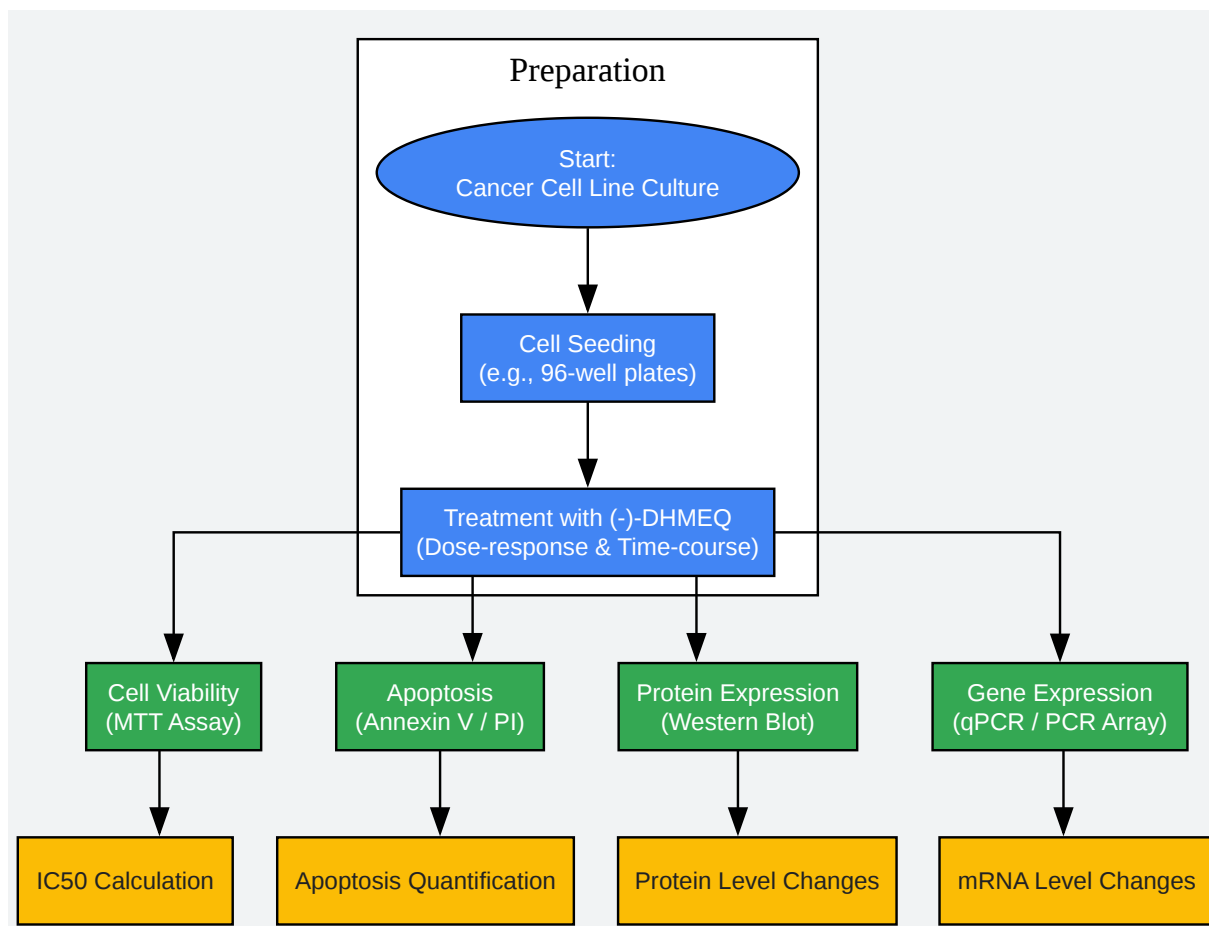 Preparation
Start:
Cancer Cell Line Culture
Cell Seeding
(e.g., 96-well plates)
Treatment with (-)-DHMEQ
(Dose-response & Time-course)
Cell Viability
(MTT Assay)
Apoptosis
(Annexin V / PI)
Protein Expression
(Western Blot)
Gene Expression
(qPCR / PCR Array)
IC50 Calculation
Apoptosis Quantification
Protein Level Changes
mRNA Level Changes